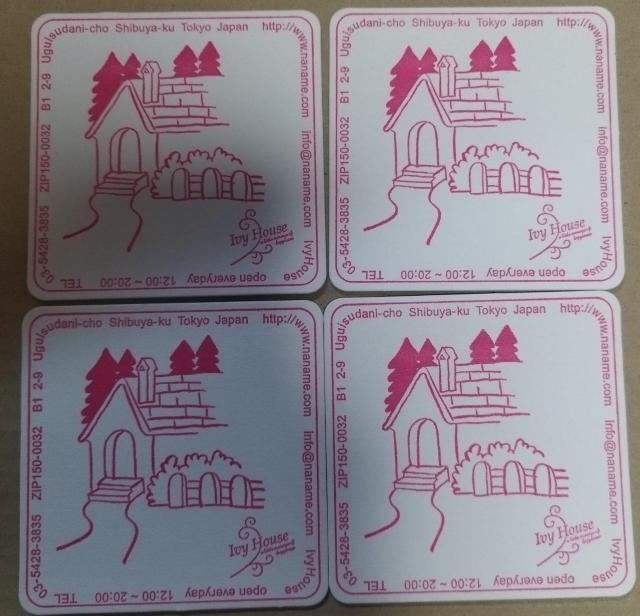 Uguisudani-cho Shibuya-ku Tokyo Japan http://www.naname.com info@naname.com IvyHouse
TEL 03-5428-3835 ZIP150-0032 B1 2-9
open everyday 12:00 ~ 20:00
Ivy House
Uguisudani-cho Shibuya-ku Tokyo Japan http://www.naname.com info@naname.com IvyHouse
TEL 03-5428-3835 ZIP150-0032 B1 2-9
open everyday 12:00 ~ 20:00
Ivy House
Uguisudani-cho Shibuya-ku Tokyo Japan http://www.naname.com info@naname.com IvyHouse
TEL 03-5428-3835 ZIP150-0032 B1 2-9
open everyday 12:00 ~ 20:00
Ivy House
Uguisudani-cho Shibuya-ku Tokyo Japan http://www.naname.com info@naname.com IvyHouse
TEL 03-5428-3835 ZIP150-0032 B1 2-9
open everyday 12:00 ~ 20:00
Ivy House